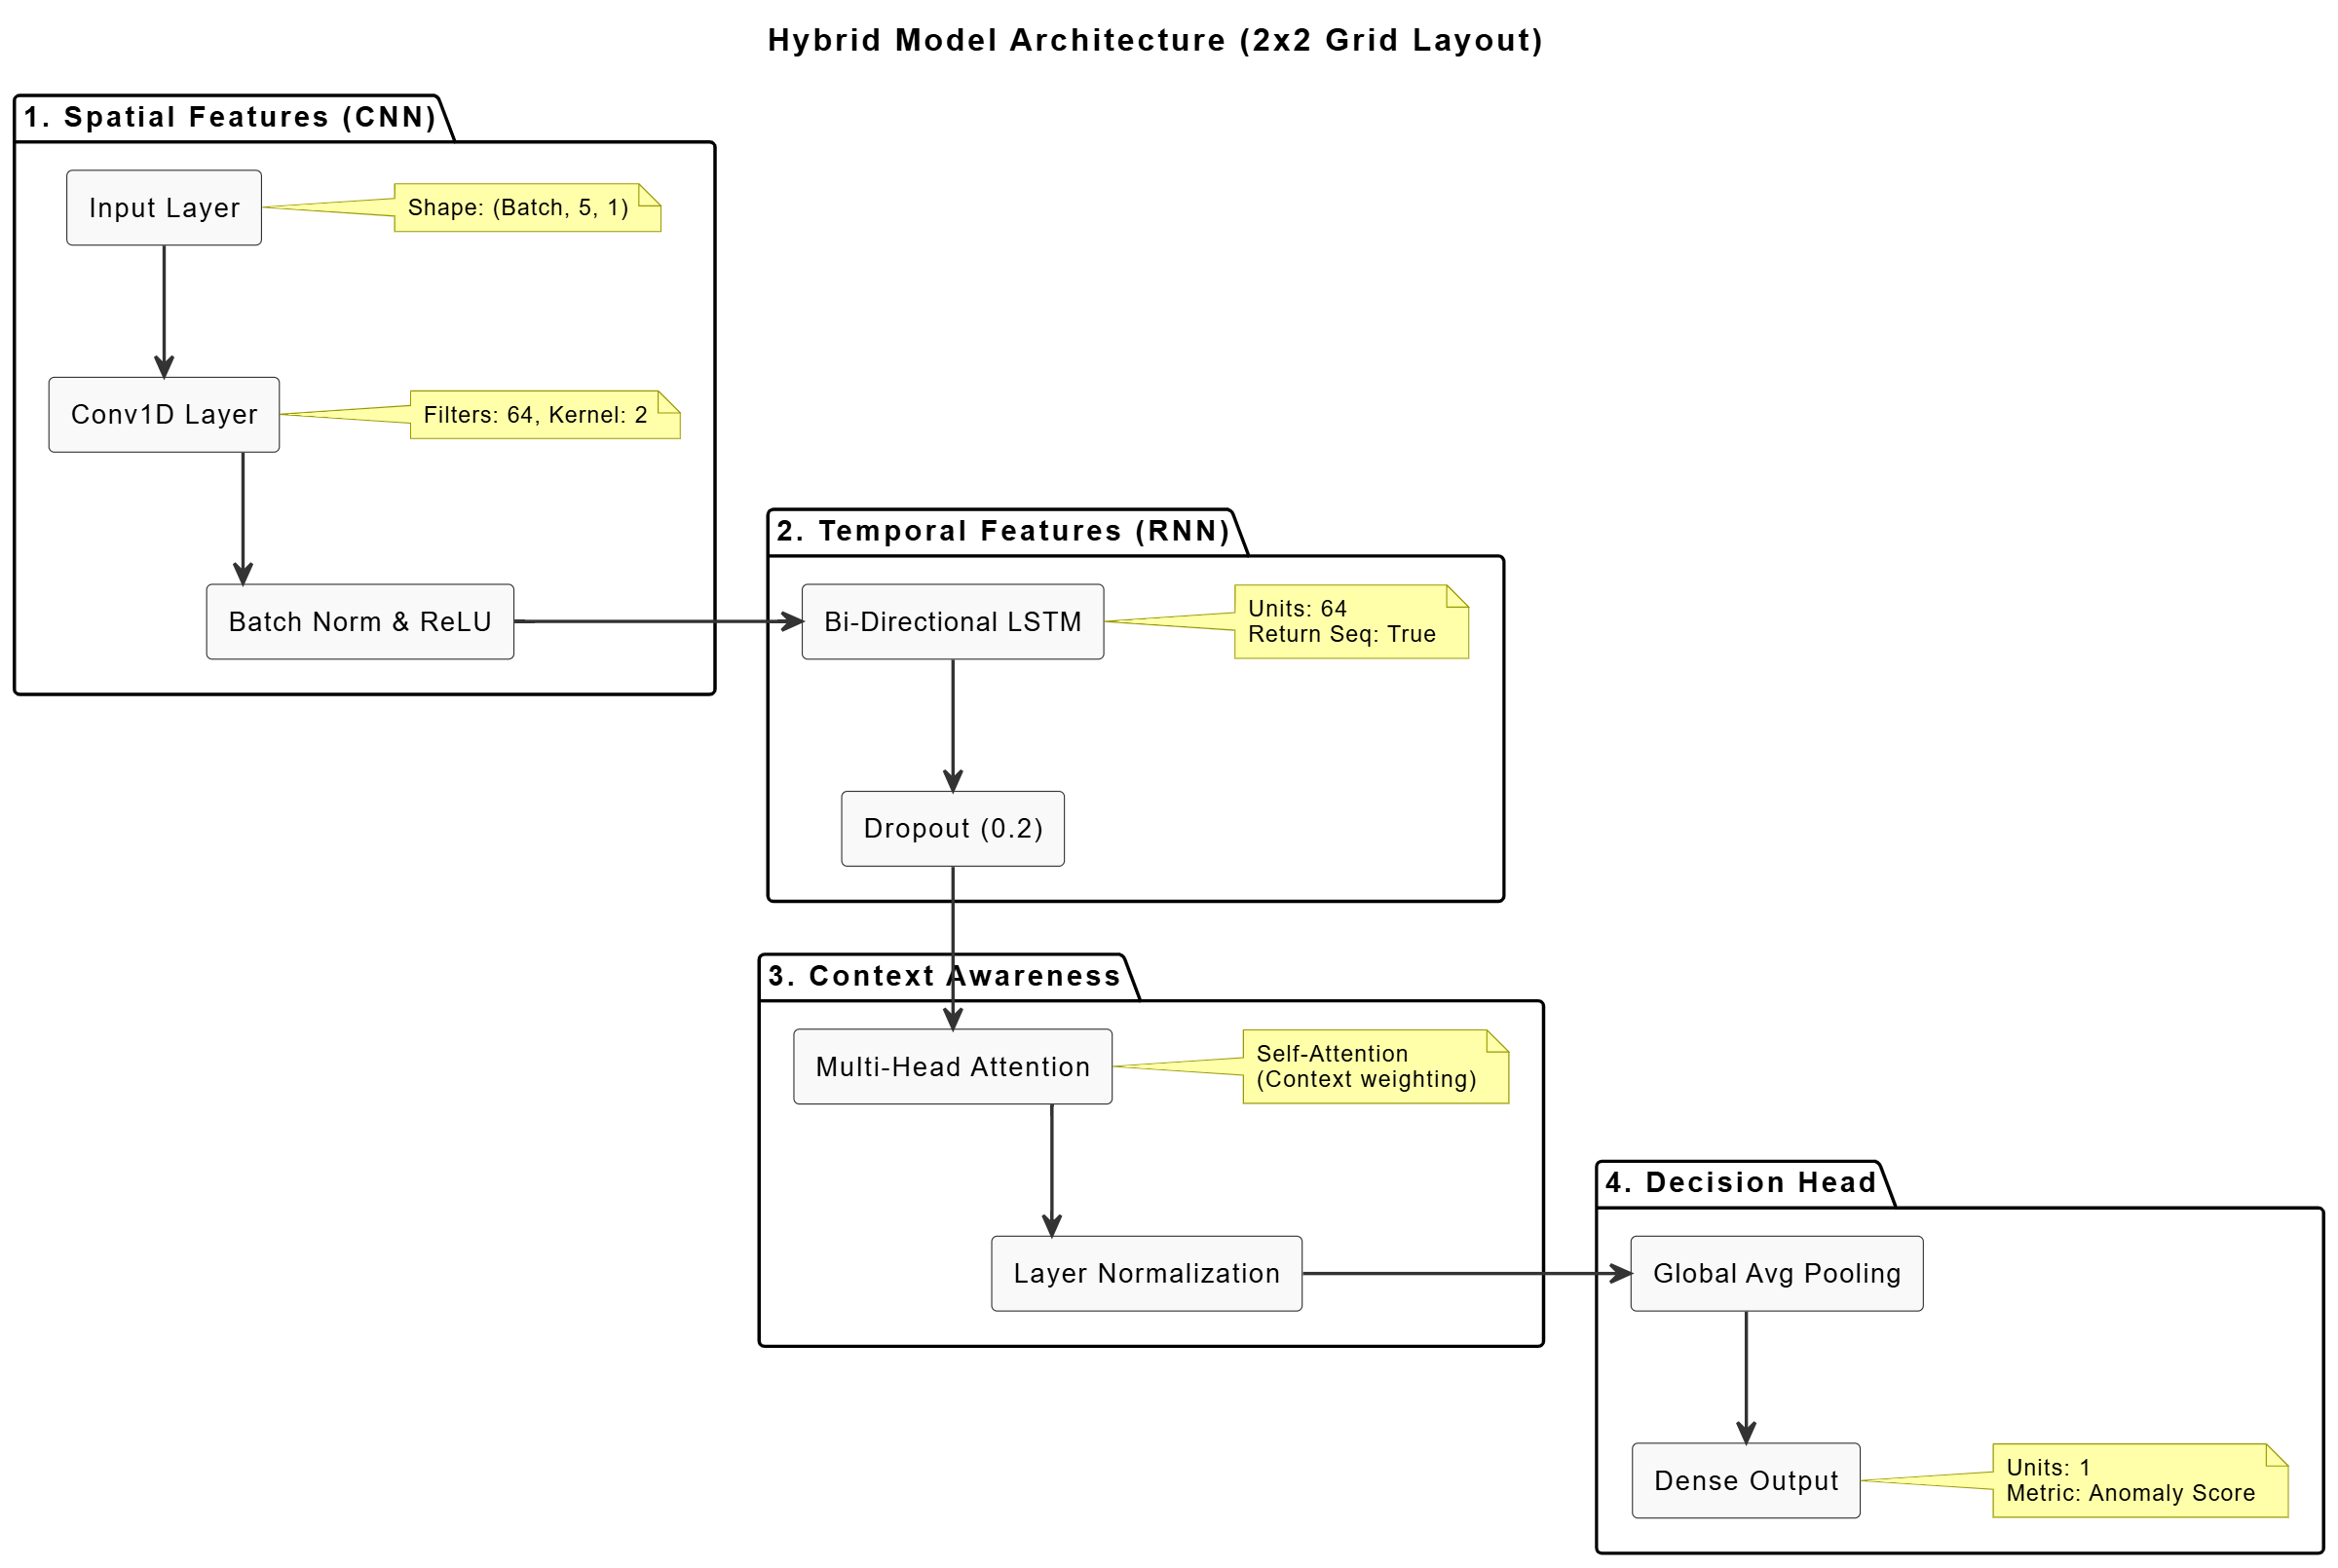 Hybrid Model Architecture (2x2 Grid Layout)
1. Spatial Features (CNN)
Input Layer
Shape: (Batch, 5, 1)
Conv1D Layer
Filters: 64, Kernel: 2
Batch Norm & ReLU
2. Temporal Features (RNN)
Bi-Directional LSTM
Units: 64
Return Seq: True
Dropout (0.2)
3. Context Awareness
Multi-Head Attention
Self-Attention
(Context weighting)
Layer Normalization
4. Decision Head
Global Avg Pooling
Dense Output
Units: 1
Metric: Anomaly Score